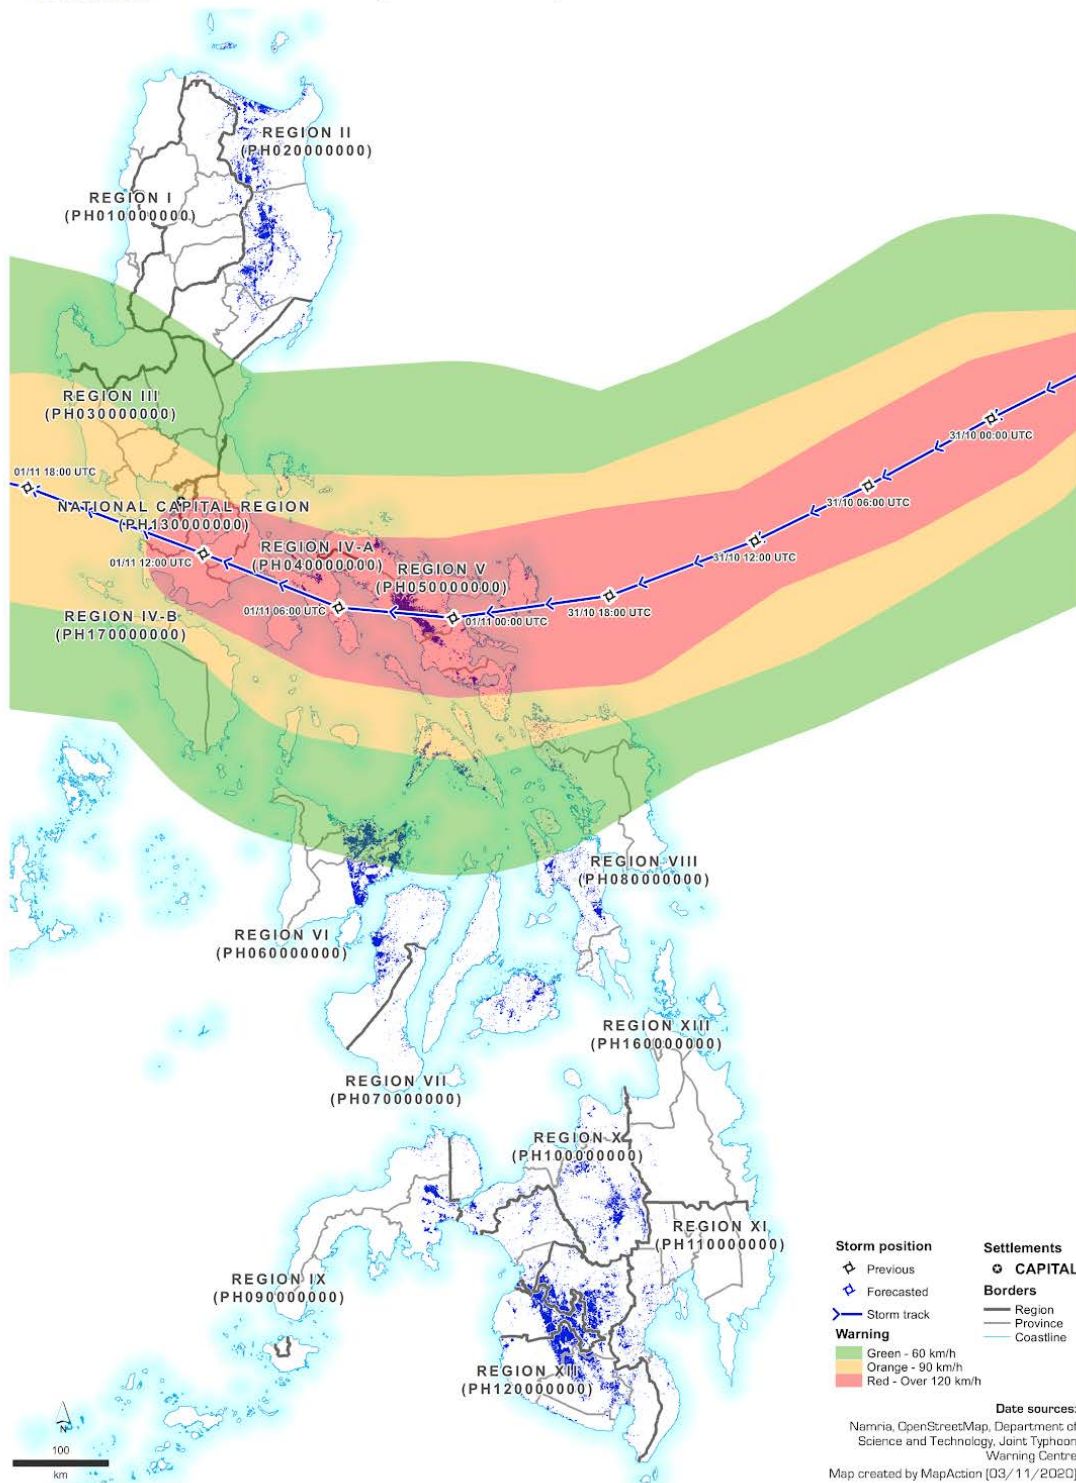 REGION II
(PH020000000)
REGION I
(PH010000000)
REGION III
(PH030000000)
31/10 00:00 UTC
01/11 18:00 UTC
31/10 06:00 UTC
NATIONAL CAPITAL REGION
(PH130000000)
REGION IV-A
(PH040000000)
31/10 12:00 UTC
01/11 12:00 UTC
REGION V
(PH050000000)
01/11 06:00 UTC
31/10 18:00 UTC
01/11 00:00 UTC
REGION IV-B
(PH170000000)
REGION VIII
(PH080000000)
REGION VI
(PH060000000)
REGION XIII
(PH160000000)
REGION VII
(PH070000000)
REGION X
(PH100000000)
REGION XI
(PH110000000)
REGION IX
(PH090000000)
REGION XII
(PH120000000)
Storm position
Previous
Forecasted
Storm track
Warning
Green - 60 km/h
Orange - 90 km/h
Red - Over 120 km/h
Settlements
CAPITAL
Borders
Region
Province
Coastline
N
100
km
Date sources:
Namria, OpenStreetMap, Department of
Science and Technology, Joint Typhoon
Warning Centre
Map created by MapAction [03/11/2020]